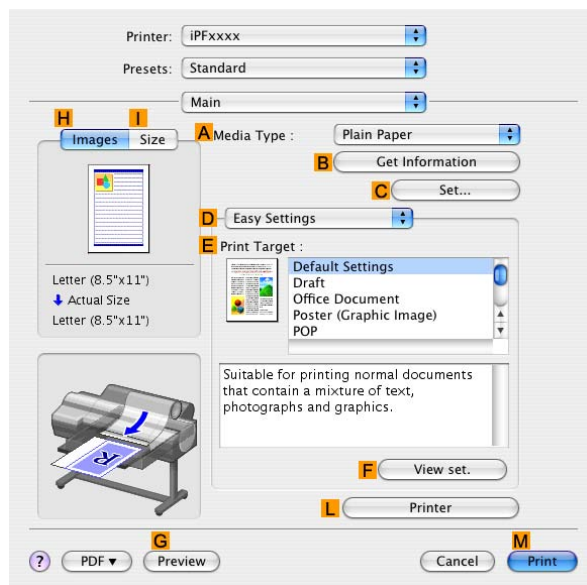 Printer: iPFxxxx
Presets: Standard
Main
H I
Images Size
A Media Type : Plain Paper
B Get Information
C Set...
D Easy Settings
E Print Target :
Default Settings
Draft
Office Document
Poster (Graphic Image)
POP
Letter (8.5"x11")
Actual Size
Letter (8.5"x11")
Suitable for printing normal documents
that contain a mixture of text,
photographs and graphics.
R
F View set.
L Printer
G M
? PDF▼ Preview Cancel Print